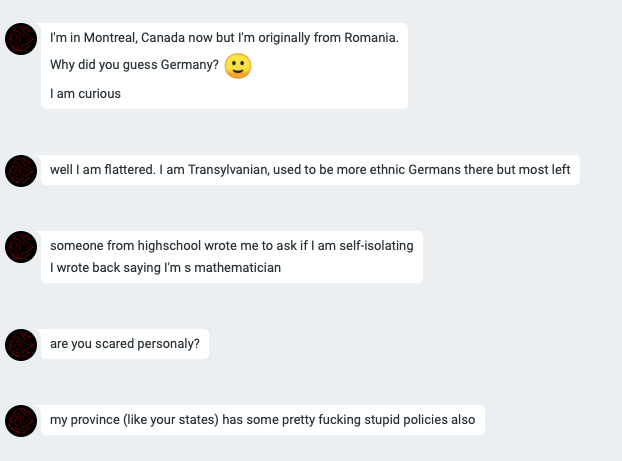 I'm in Montreal, Canada now but I'm originally from Romania.
Why did you guess Germany? 🙂
I am curious
well I am flattered. I am Transylvanian, used to be more ethnic Germans there but most left
someone from highschool wrote me to ask if I am self-isolating
I wrote back saying I'm s mathematician
are you scared personaly?
my province (like your states) has some pretty fucking stupid policies also